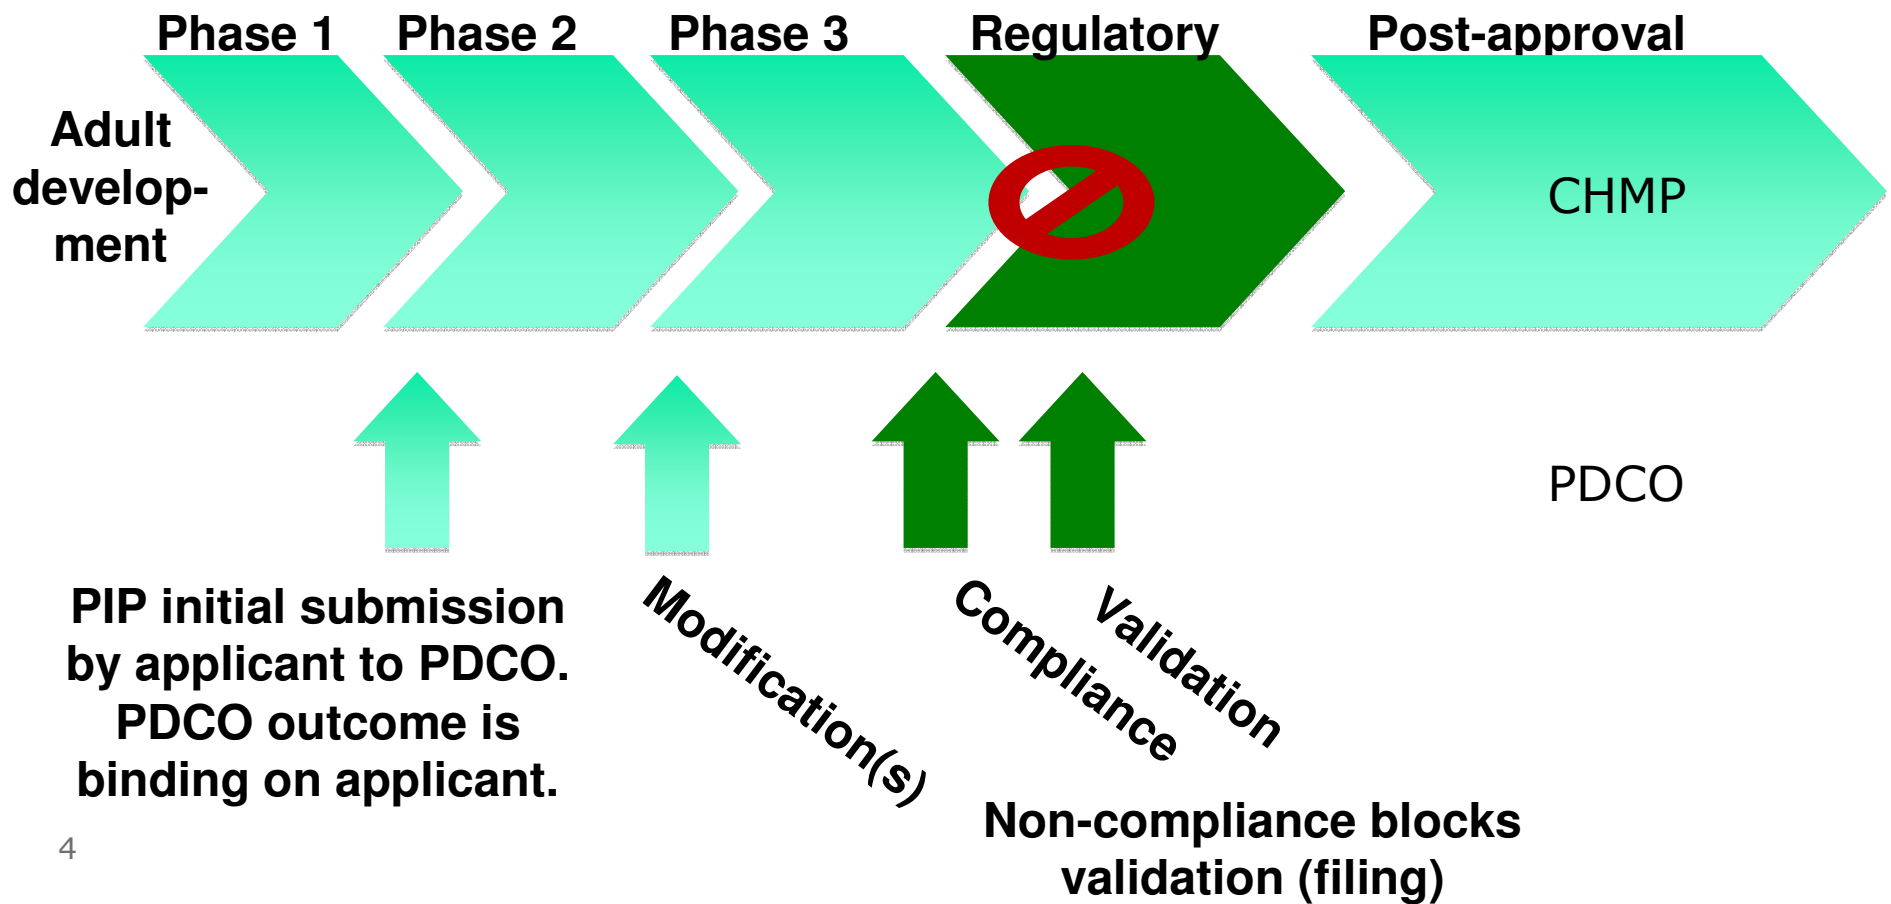 Phase 1
Phase 2
Phase 3
Regulatory
Post-approval
Adult
develop-
ment
CHMP
PDCO
PIP initial submission
by applicant to PDCO.
PDCO outcome is
binding on applicant.
Modification(s)
Compliance
Validation
Non-compliance blocks
validation (filing)
4